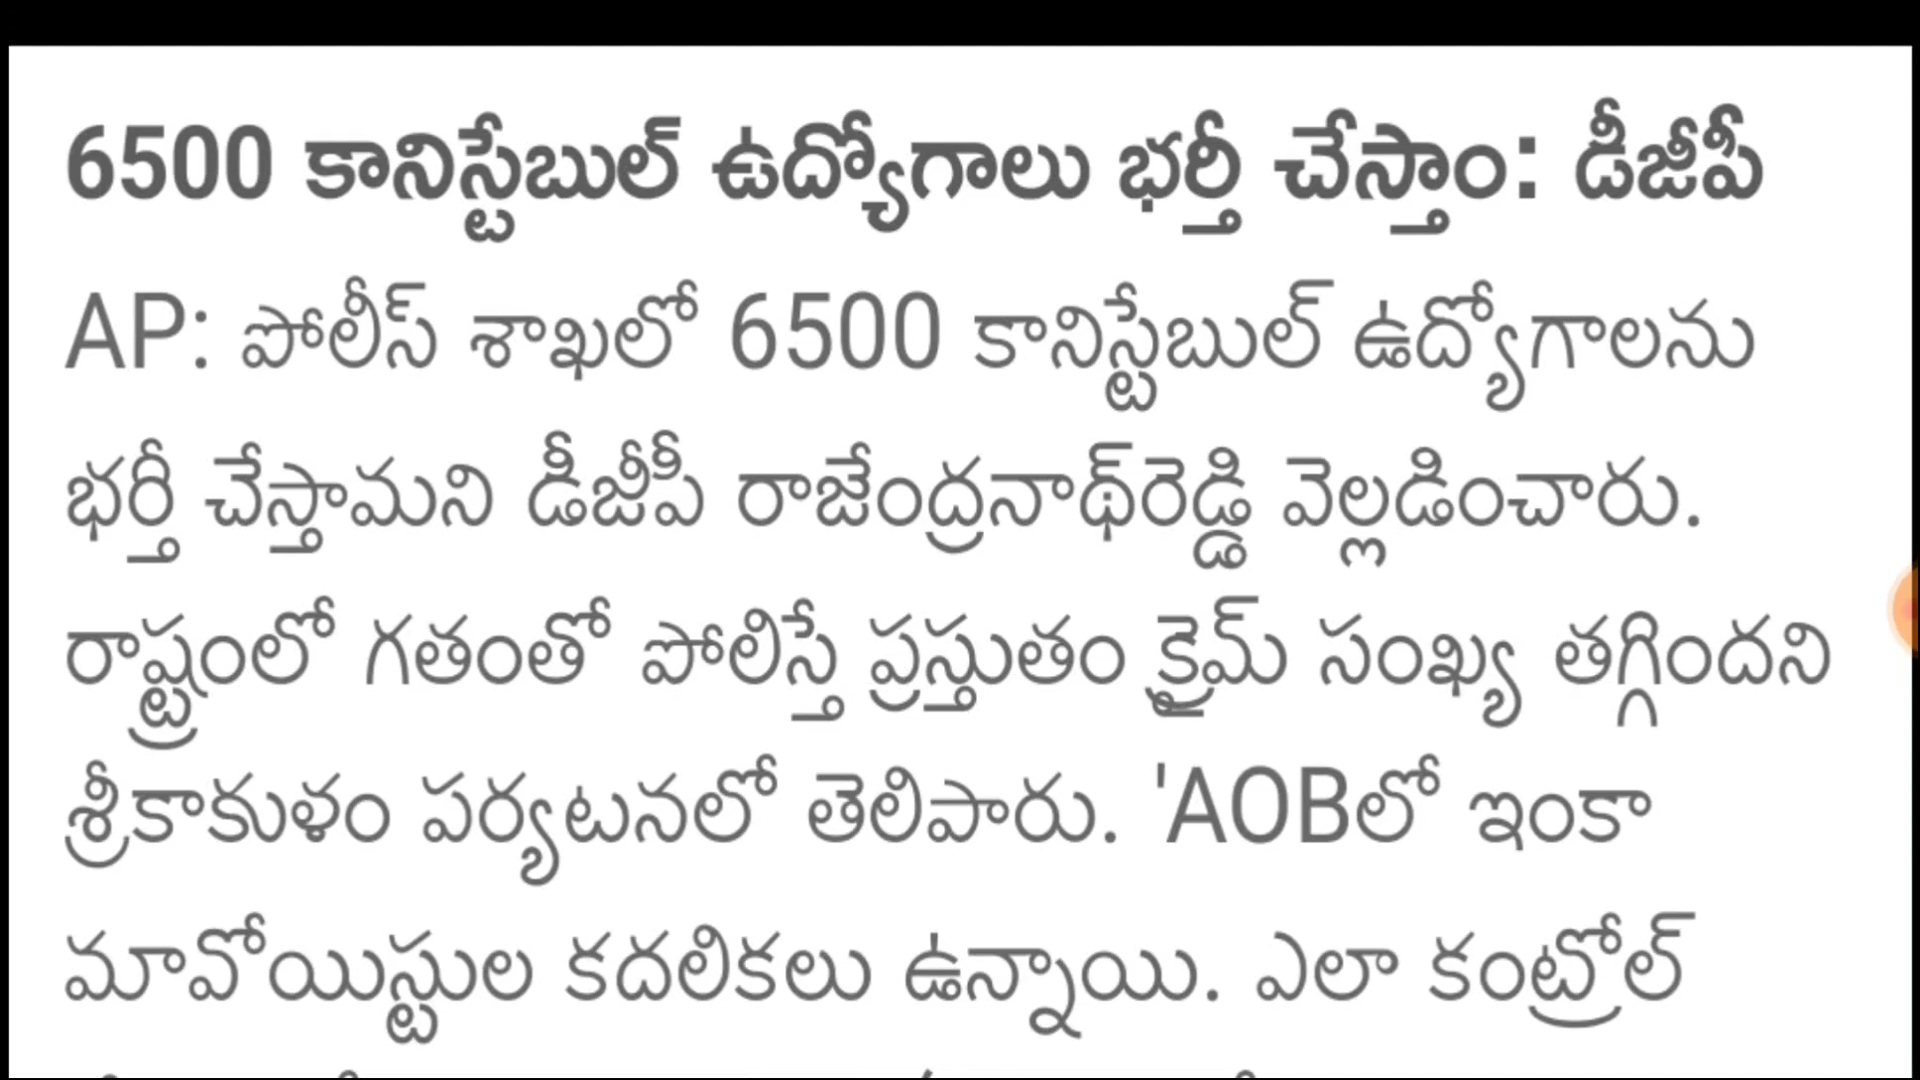 6500 కానిస్టేబుల్ ఉద్యోగాలు భర్తీ చేస్తాం: డీజీపీ
AP: పోలీస్ శాఖలో 6500 కానిస్టేబుల్ ఉద్యోగాలను
భర్తీ చేస్తామని డీజీపీ రాజేంద్రనాథ్‌రెడ్డి వెల్లడించారు.
రాష్ట్రంలో గతంతో పోలిస్తే ప్రస్తుతం క్రైమ్ సంఖ్య తగ్గిందని
శ్రీకాకుళం పర్యటనలో తెలిపారు. 'AOBలో ఇంకా
మావోయిస్టుల కదలికలు ఉన్నాయి. ఎలా కంట్రోల్